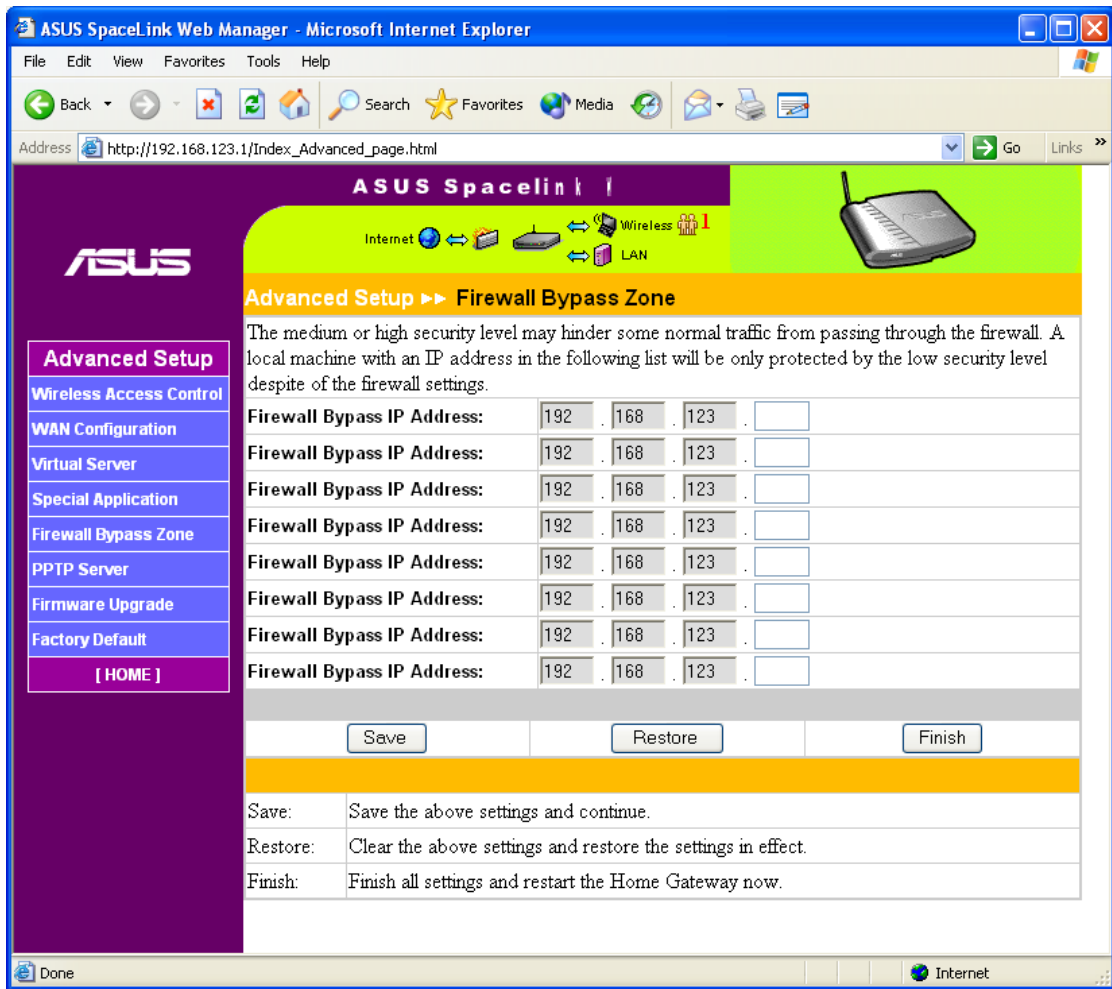 ASUS SpaceLink Web Manager - Microsoft Internet Explorer
File Edit View Favorites Tools Help
Back Search Favorites Media
Address http://192.168.123.1/Index_Advanced_page.html Go Links »
ASUS Spacelink
Internet Wireless 1
LAN
ASUS
Advanced Setup ▸▸ Firewall Bypass Zone
The medium or high security level may hinder some normal traffic from passing through the firewall. A
local machine with an IP address in the following list will be only protected by the low security level
despite of the firewall settings.
Advanced Setup
Wireless Access Control
WAN Configuration
Virtual Server
Special Application
Firewall Bypass Zone
PPTP Server
Firmware Upgrade
Factory Default
[ HOME ]
Firewall Bypass IP Address: 192 . 168 . 123 .
Firewall Bypass IP Address: 192 . 168 . 123 .
Firewall Bypass IP Address: 192 . 168 . 123 .
Firewall Bypass IP Address: 192 . 168 . 123 .
Firewall Bypass IP Address: 192 . 168 . 123 .
Firewall Bypass IP Address: 192 . 168 . 123 .
Firewall Bypass IP Address: 192 . 168 . 123 .
Firewall Bypass IP Address: 192 . 168 . 123 .
Save Restore Finish
Save: Save the above settings and continue.
Restore: Clear the above settings and restore the settings in effect.
Finish: Finish all settings and restart the Home Gateway now.
Done Internet